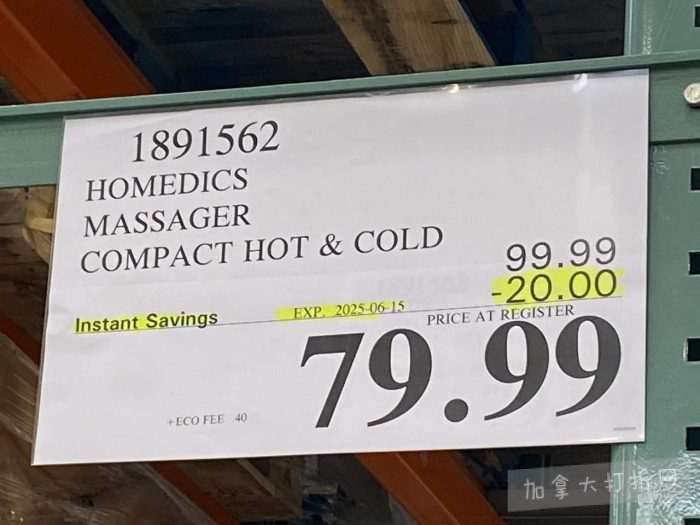 1891562
HOMEDICS
MASSAGER
COMPACT HOT & COLD
99.99
-20.00
Instant Savings EXP. 2025-06-15
PRICE AT REGISTER
79.99
+ECO FEE .40
加拿大打折网